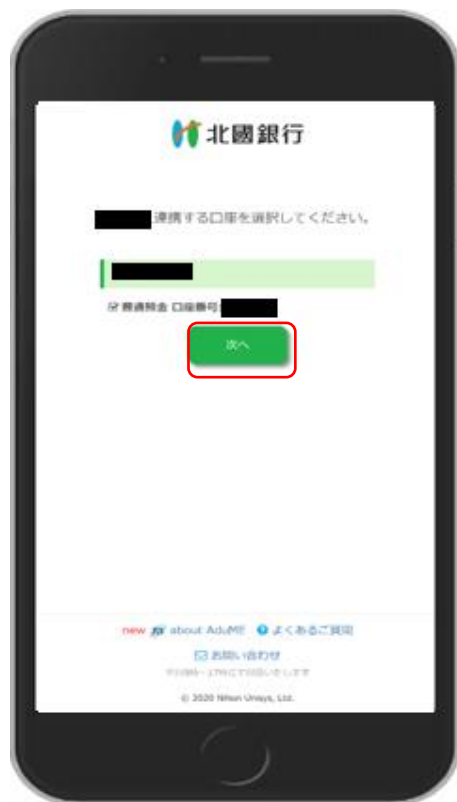 北國銀行
連携する口座を選択してください。
普通預金 口座番号:
次へ
new about AduME よくあるご質問
お問い合わせ
© 2020 Nihon Unisys, Ltd.